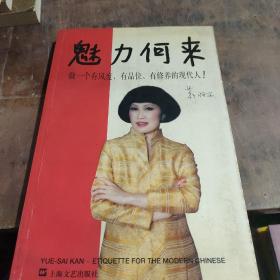 魅力何来
做一个有风度、有品位、有修养的现代人！
YUE-SAI KAN - ETIQUETTE FOR THE MODERN CHINESE
上海文艺出版社